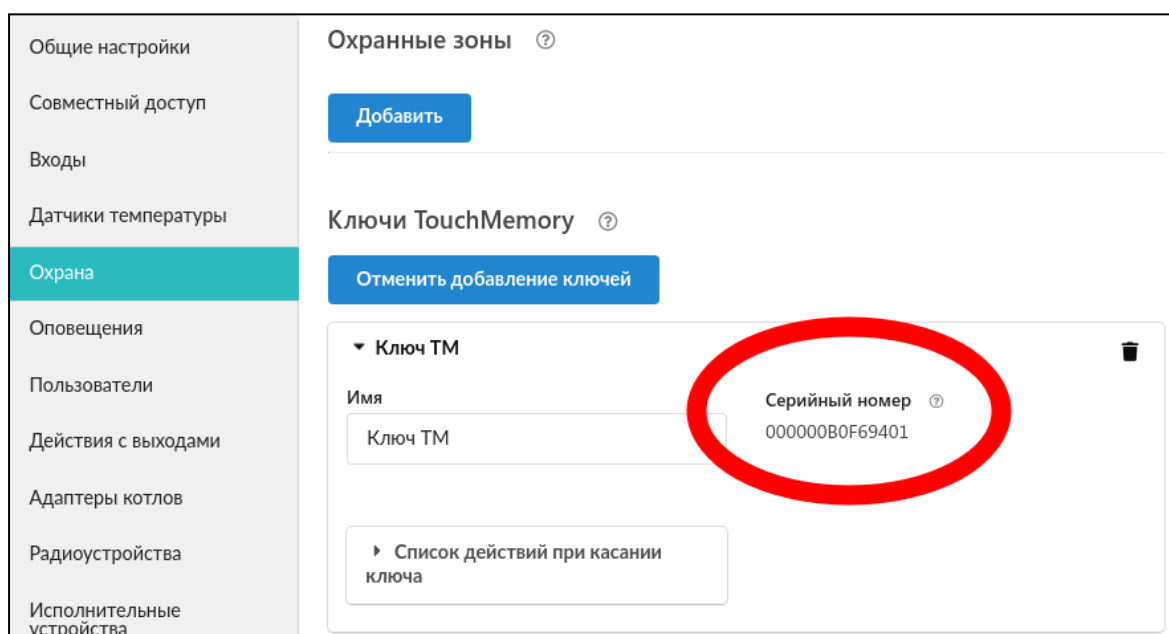 Общие настройки
Совместный доступ
Входы
Датчики температуры
Охрана
Оповещения
Пользователи
Действия с выходами
Адаптеры котлов
Радиоустройства
Исполнительные
устройства
Охранные зоны ?
Добавить
Ключи TouchMemory ?
Отменить добавление ключей
Ключ ТМ
Имя
Ключ ТМ
Серийный номер ?
000000B0F69401
Список действий при касании
ключа